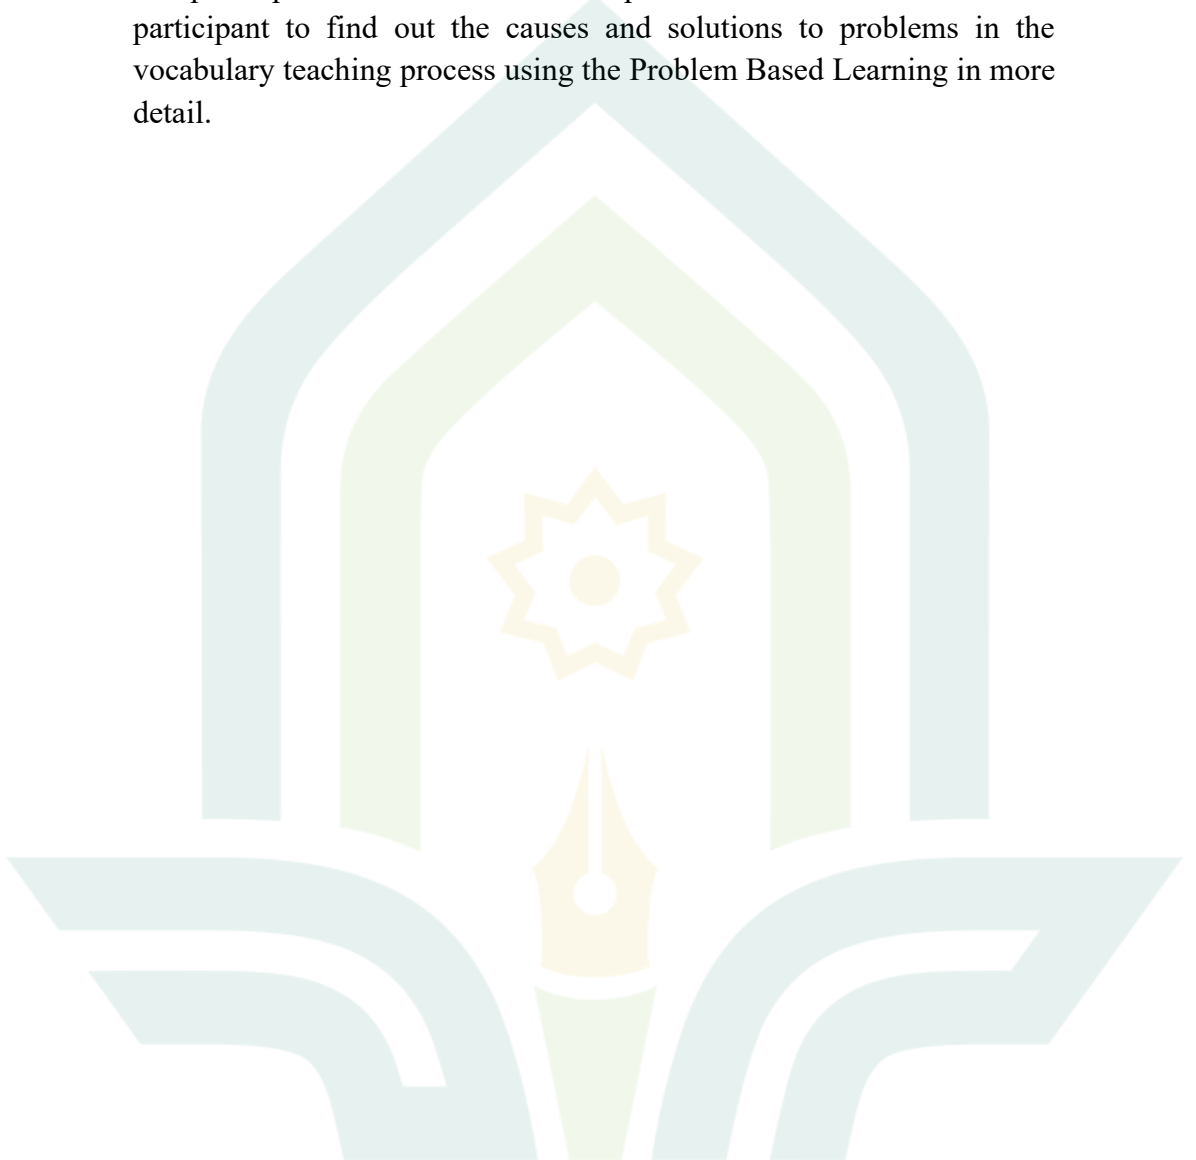 participant to find out the causes and solutions to problems in the
vocabulary teaching process using the Problem Based Learning in more
detail.